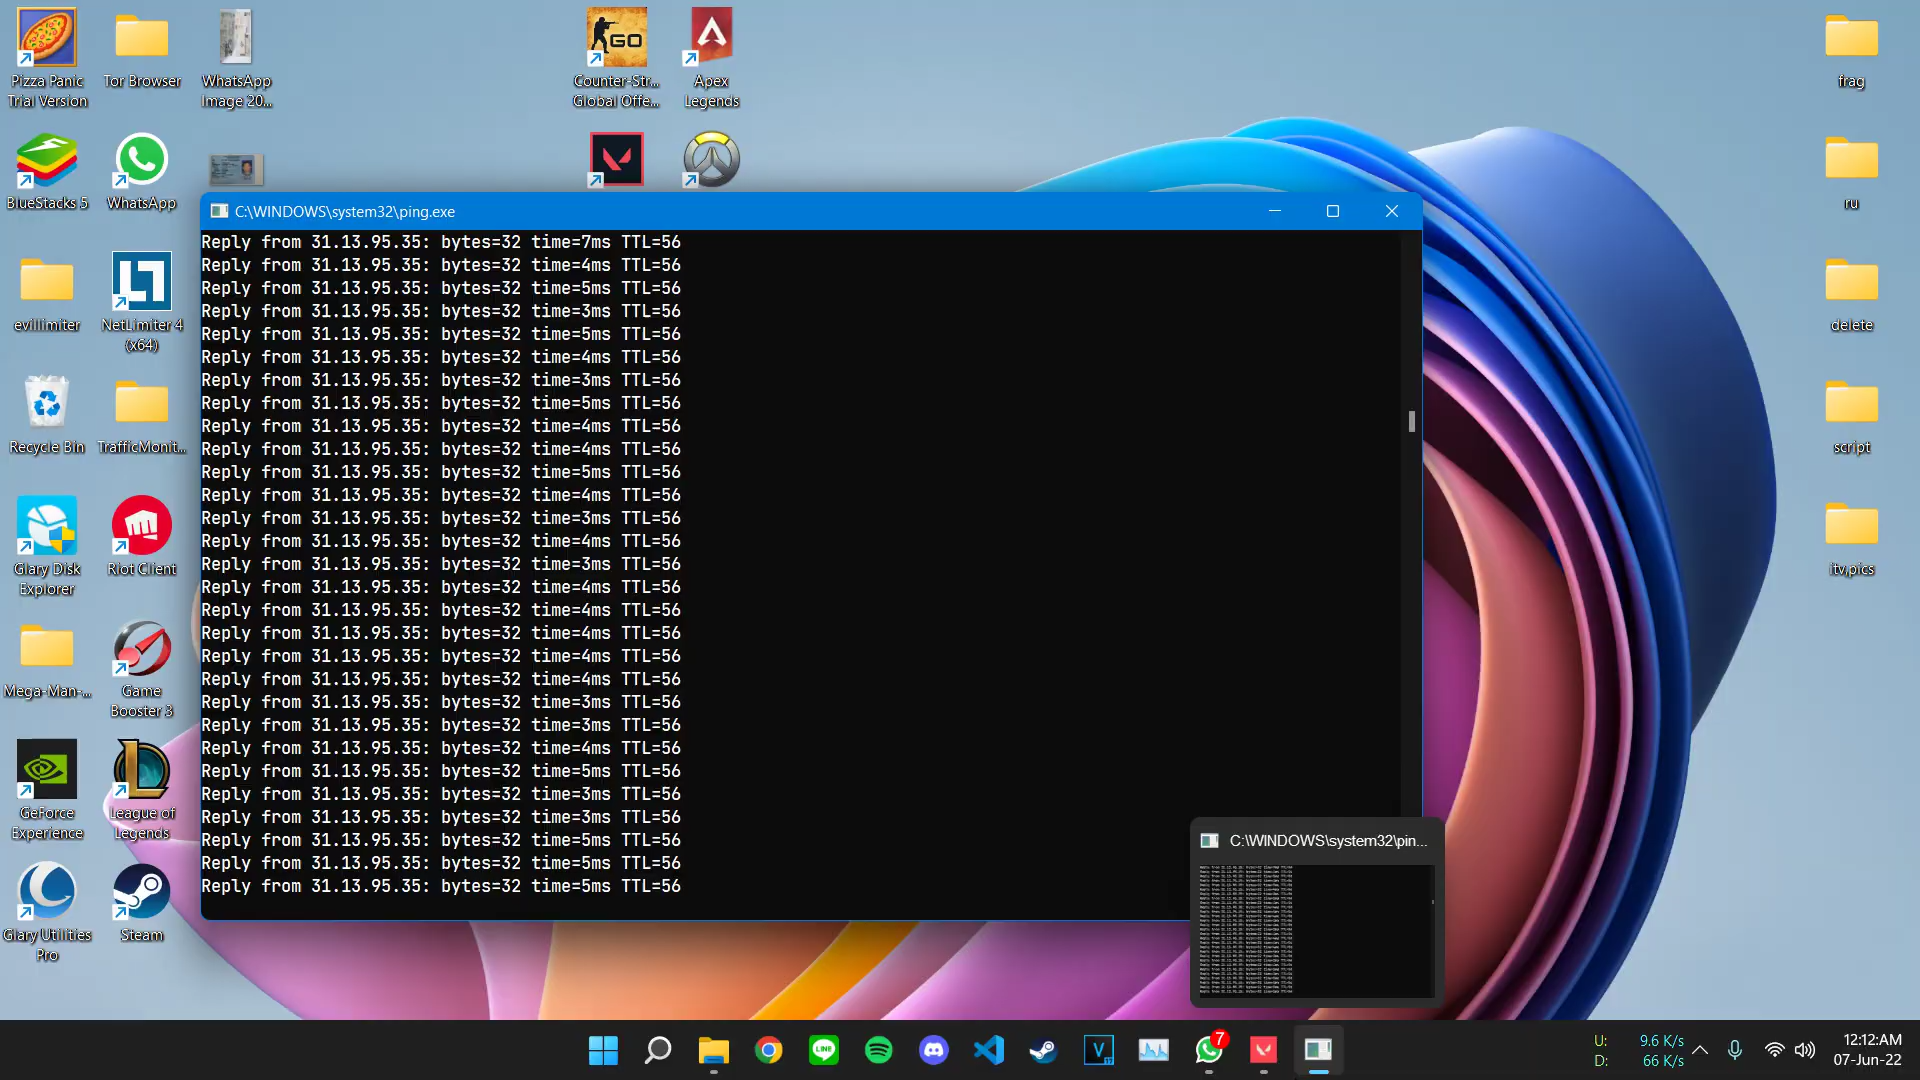 Pizza Panic
Trial Version
Tor Browser
WhatsApp
Image 20...
GO
Counter-Str...
Global Offe...
Apex
Legends
frag
BlueStacks 5
WhatsApp
ru
C:\WINDOWS\system32\ping.exe
Reply from 31.13.95.35: bytes=32 time=7ms TTL=56
Reply from 31.13.95.35: bytes=32 time=4ms TTL=56
Reply from 31.13.95.35: bytes=32 time=5ms TTL=56
Reply from 31.13.95.35: bytes=32 time=3ms TTL=56
Reply from 31.13.95.35: bytes=32 time=5ms TTL=56
Reply from 31.13.95.35: bytes=32 time=4ms TTL=56
Reply from 31.13.95.35: bytes=32 time=3ms TTL=56
Reply from 31.13.95.35: bytes=32 time=5ms TTL=56
Reply from 31.13.95.35: bytes=32 time=4ms TTL=56
Reply from 31.13.95.35: bytes=32 time=4ms TTL=56
Reply from 31.13.95.35: bytes=32 time=5ms TTL=56
Reply from 31.13.95.35: bytes=32 time=4ms TTL=56
Reply from 31.13.95.35: bytes=32 time=3ms TTL=56
Reply from 31.13.95.35: bytes=32 time=4ms TTL=56
Reply from 31.13.95.35: bytes=32 time=3ms TTL=56
Reply from 31.13.95.35: bytes=32 time=4ms TTL=56
Reply from 31.13.95.35: bytes=32 time=4ms TTL=56
Reply from 31.13.95.35: bytes=32 time=4ms TTL=56
Reply from 31.13.95.35: bytes=32 time=4ms TTL=56
Reply from 31.13.95.35: bytes=32 time=4ms TTL=56
Reply from 31.13.95.35: bytes=32 time=3ms TTL=56
Reply from 31.13.95.35: bytes=32 time=3ms TTL=56
Reply from 31.13.95.35: bytes=32 time=4ms TTL=56
Reply from 31.13.95.35: bytes=32 time=5ms TTL=56
Reply from 31.13.95.35: bytes=32 time=3ms TTL=56
Reply from 31.13.95.35: bytes=32 time=3ms TTL=56
Reply from 31.13.95.35: bytes=32 time=5ms TTL=56
Reply from 31.13.95.35: bytes=32 time=5ms TTL=56
Reply from 31.13.95.35: bytes=32 time=5ms TTL=56
evillimiter
NetLimiter 4
(x64)
delete
Recycle Bin
TrafficMonit...
script
Glary Disk
Explorer
Riot Client
itv,pics
Mega-Man-...
Game
Booster 3
GeForce
Experience
League of
Legends
Glary Utilities
Pro
Steam
C:\WINDOWS\system32\pin...
LINE
V
17
7
U: 9.6 K/s
D: 66 K/s
12:12:AM
07-Jun-22